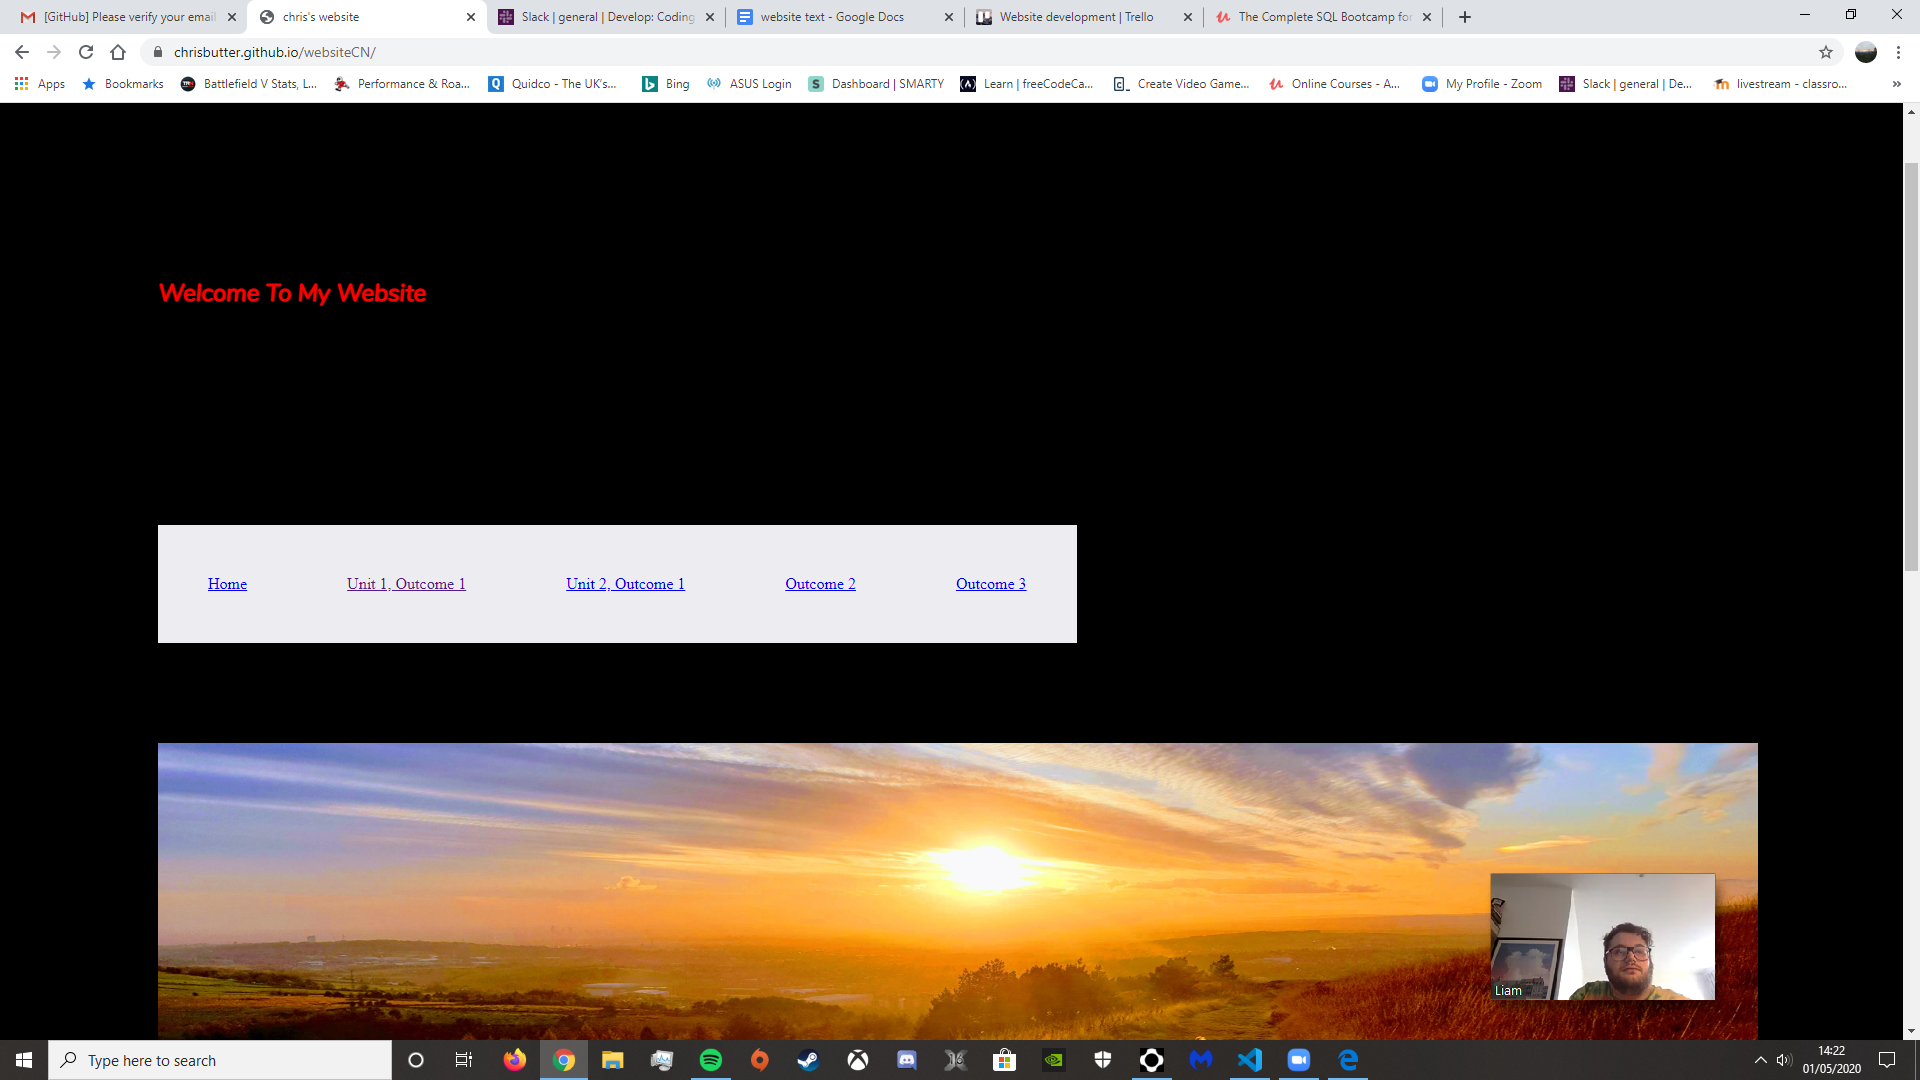 [GitHub] Please verify your email
chris's website
Slack | general | Develop: Coding
website text - Google Docs
Website development | Trello
The Complete SQL Bootcamp for
chrisbutter.github.io/websiteCN/
Apps
Bookmarks
Battlefield V Stats, L...
Performance & Roa...
Quidco - The UK's...
Bing
ASUS Login
Dashboard | SMARTY
Learn | freeCodeCa...
Create Video Game...
Online Courses - A...
My Profile - Zoom
Slack | general | De...
livestream - classro...
Welcome To My Website
Home
Unit 1, Outcome 1
Unit 2, Outcome 1
Outcome 2
Outcome 3
Liam
Type here to search
14:22
01/05/2020